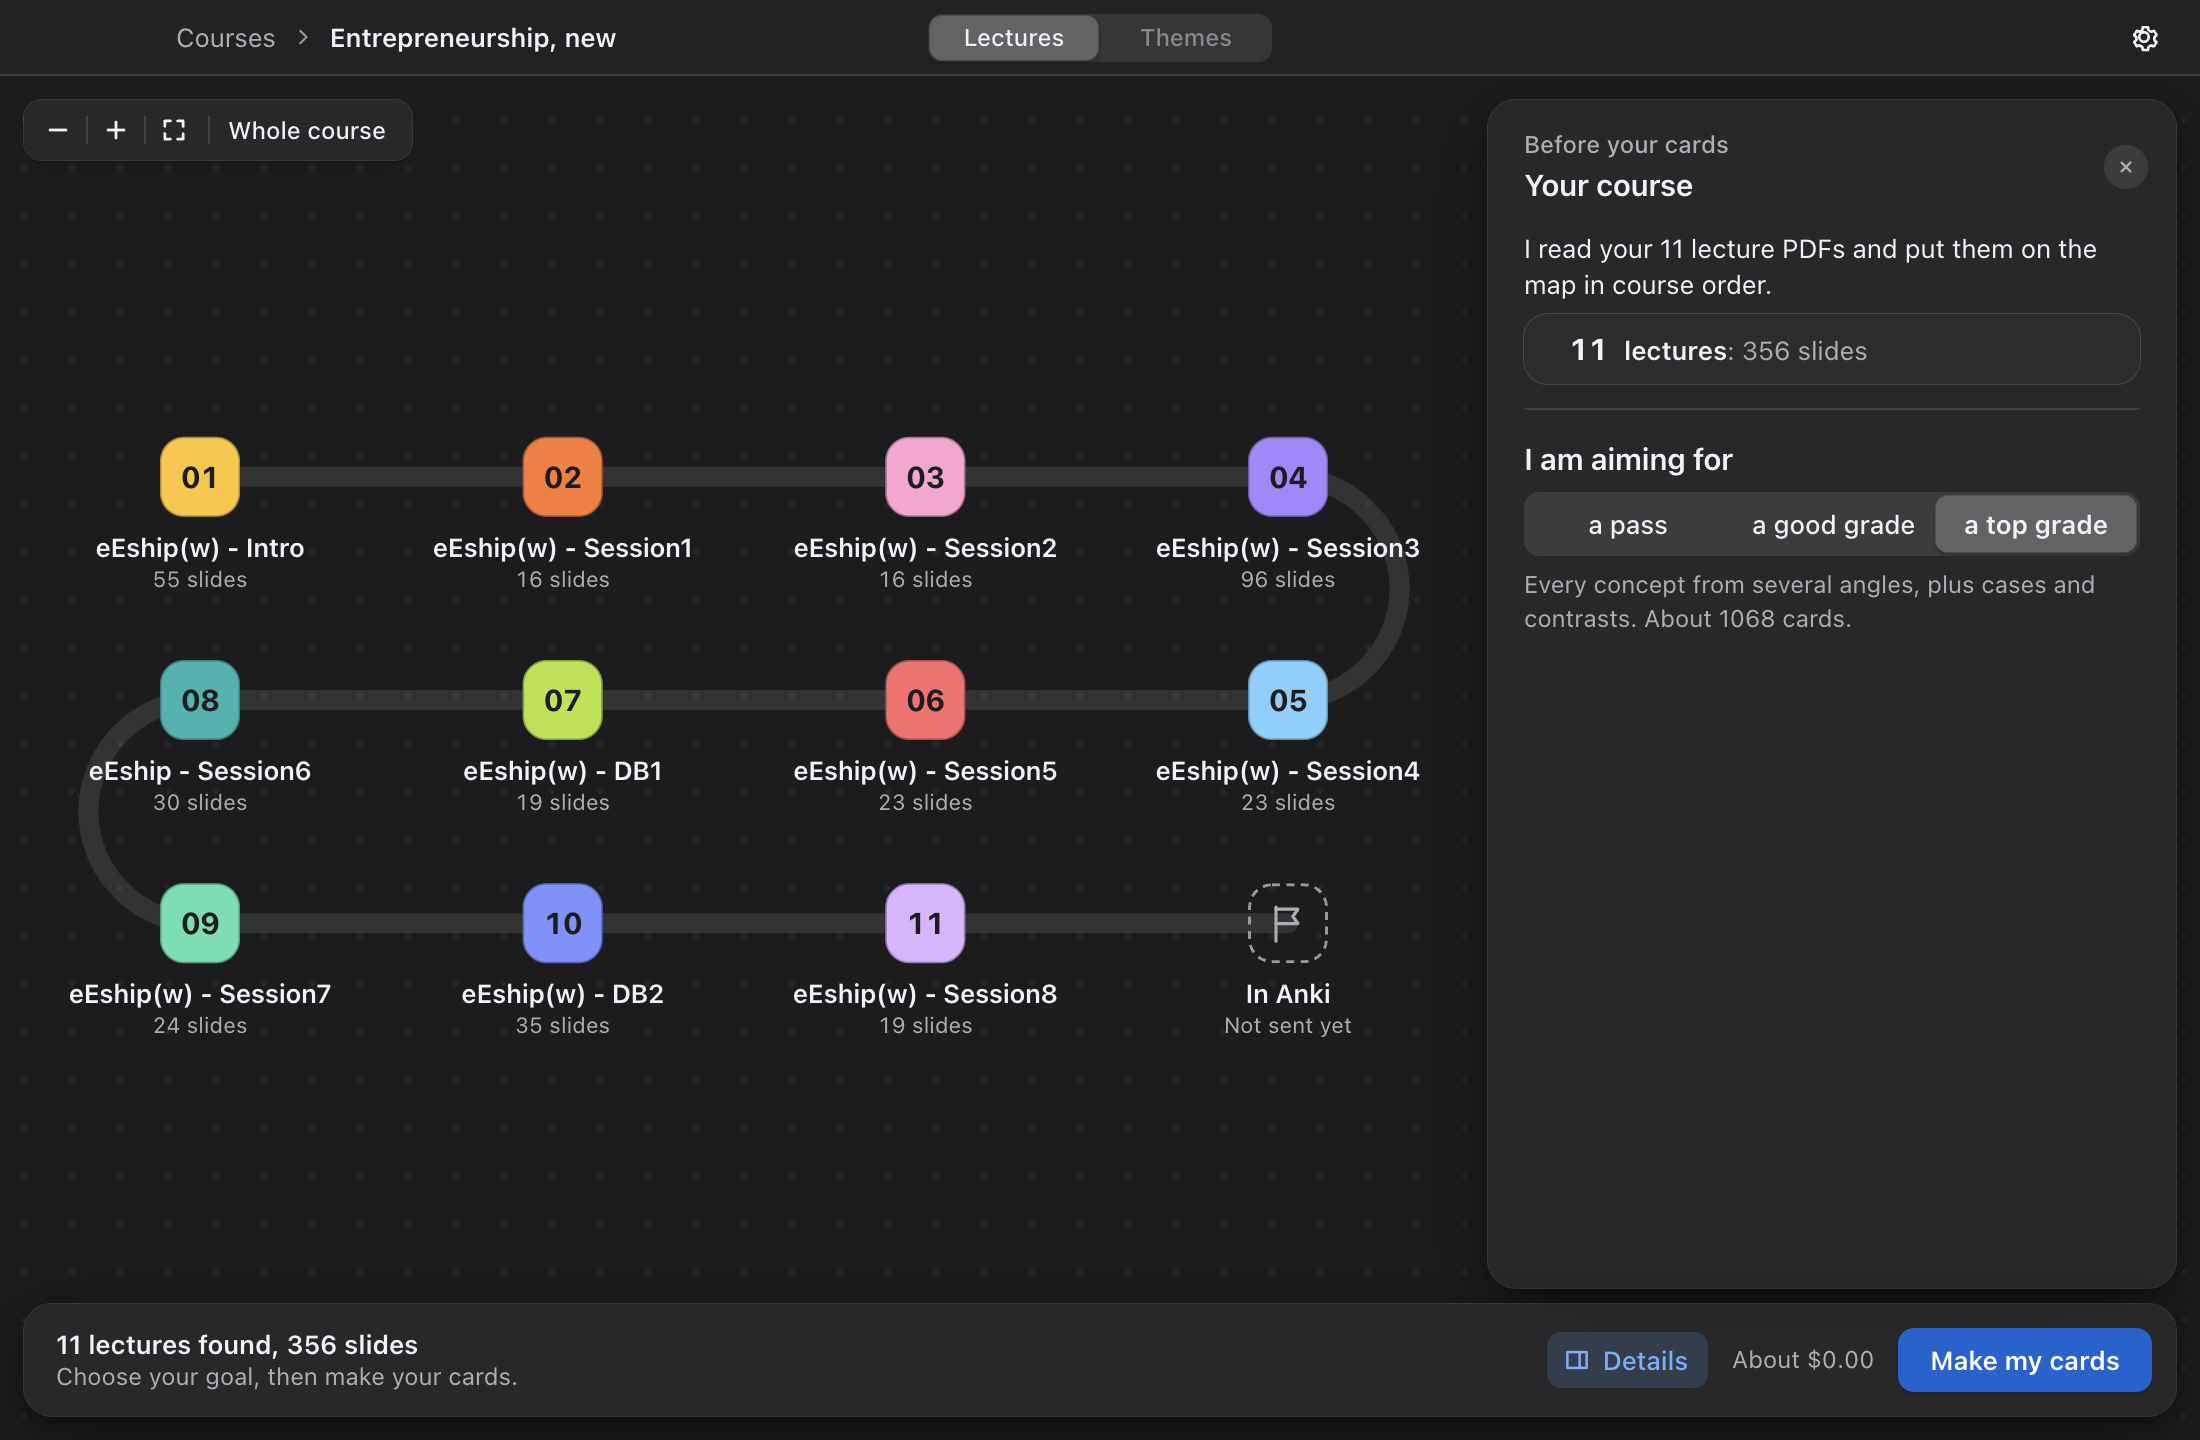 Courses > Entrepreneurship, new
Lectures
Themes
Whole course
01
eEship(w) - Intro
55 slides
02
eEship(w) - Session1
16 slides
03
eEship(w) - Session2
16 slides
04
eEship(w) - Session3
96 slides
08
eEship - Session6
30 slides
07
eEship(w) - DB1
19 slides
06
eEship(w) - Session5
23 slides
05
eEship(w) - Session4
23 slides
09
eEship(w) - Session7
24 slides
10
eEship(w) - DB2
35 slides
11
eEship(w) - Session8
19 slides
In Anki
Not sent yet
Before your cards
Your course
I read your 11 lecture PDFs and put them on the
map in course order.
11 lectures: 356 slides
I am aiming for
a pass
a good grade
a top grade
Every concept from several angles, plus cases and
contrasts. About 1068 cards.
11 lectures found, 356 slides
Choose your goal, then make your cards.
Details
About $0.00
Make my cards